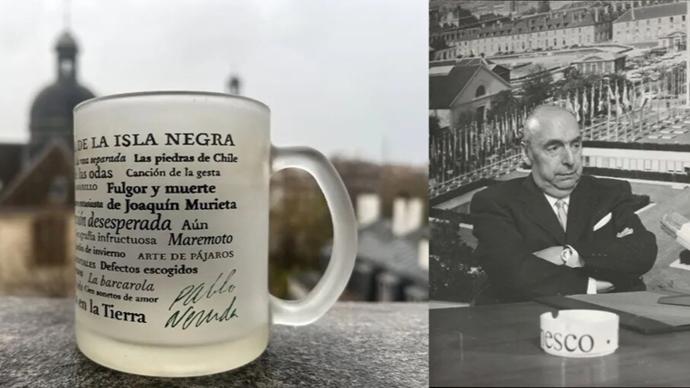 DE LA ISLA NEGRA
separada Las piedras de Chile
las odas Canción de la gesta
Fulgor y muerte
de Joaquín Murieta
desesperada Aún
infructuosa Maremoto
de invierno ARTE DE PÁJAROS
Defectos escogidos
La barcarola
Cien sonetos de amor
en la Tierra
Pablo
Neruda
esco